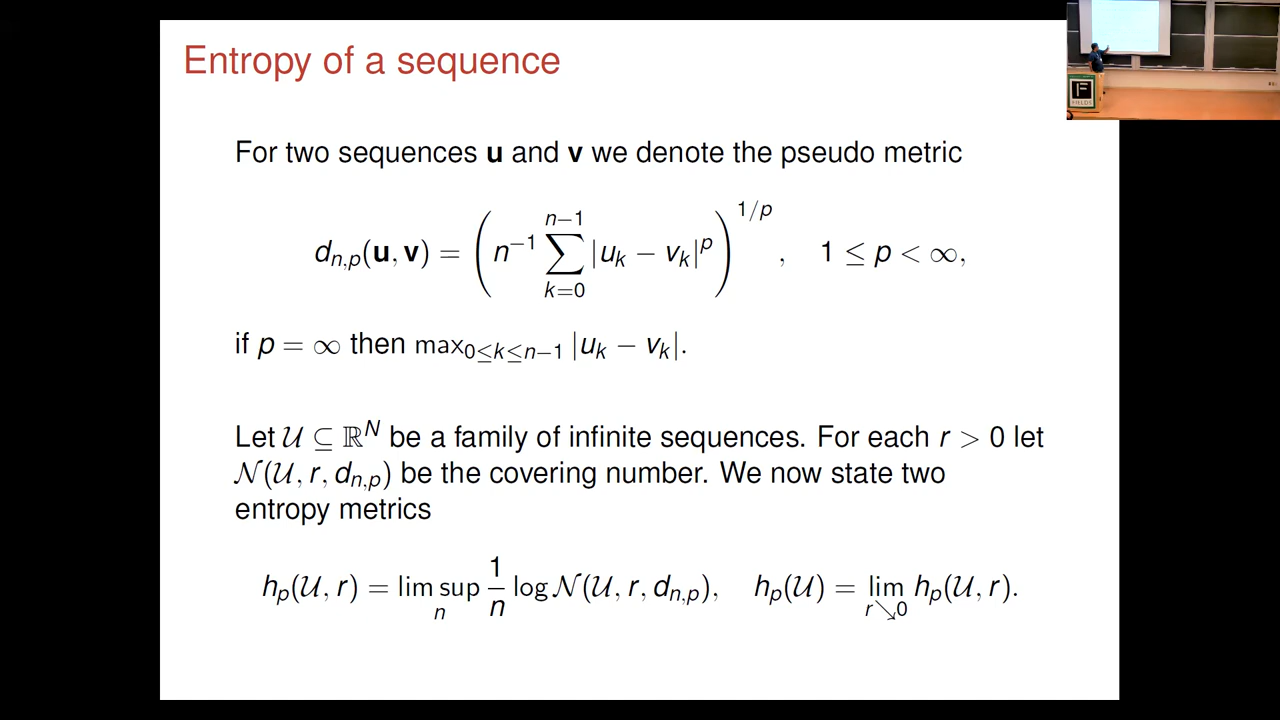 Entropy of a sequence
For two sequences u and v we denote the pseudo metric
d_{n,p}(u, v) = ( n^{−1} ∑_{k=0}^{n−1} |u_k − v_k|^p )^{1/p} , 1 ≤ p < ∞,
if p = ∞ then max_{0≤k≤n−1} |u_k − v_k|.
Let 𝒰 ⊆ ℝ^N be a family of infinite sequences. For each r > 0 let
𝒩(𝒰, r, d_{n,p}) be the covering number. We now state two
entropy metrics
h_p(𝒰, r) = lim sup_n 1/n log 𝒩(𝒰, r, d_{n,p}), h_p(𝒰) = lim_{r↘0} h_p(𝒰, r).
F
FIELDS